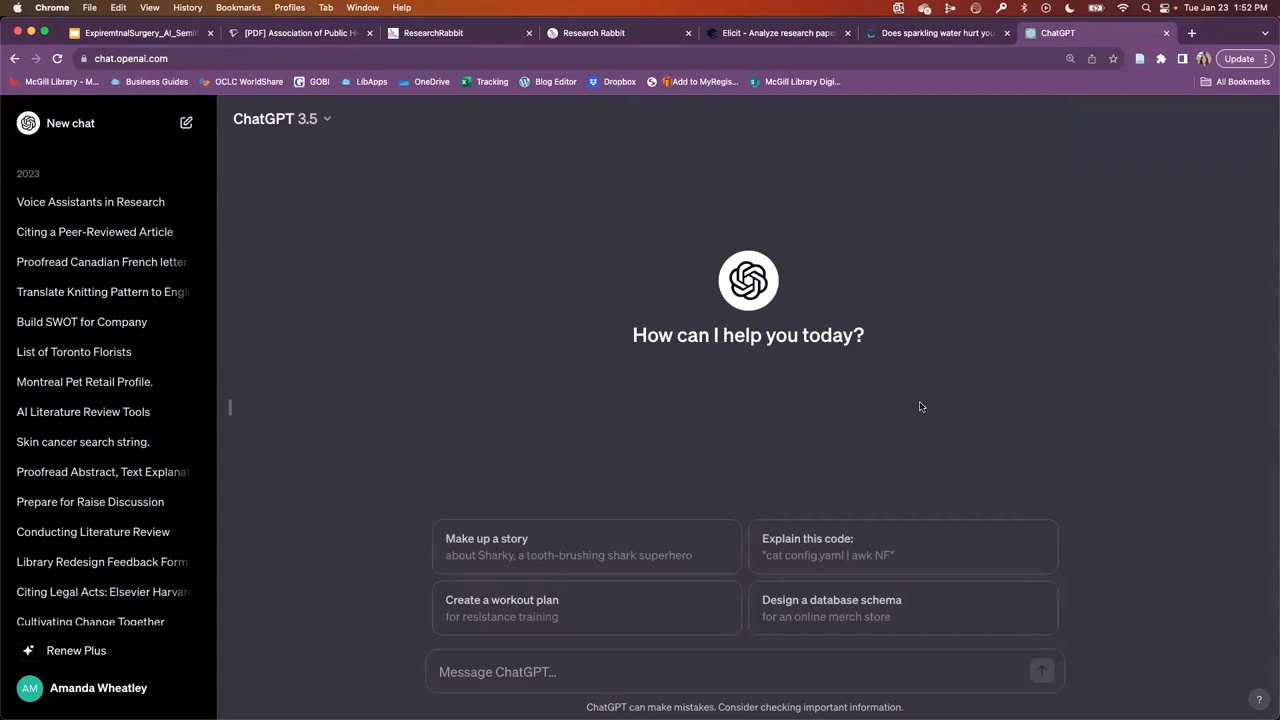 Chrome File Edit View History Bookmarks Profiles Tab Window Help Tue Jan 23 1:52 PM
ExpiremtnalSurgery_AI_Semi [PDF] Association of Public H ResearchRabbit Research Rabbit Elicit - Analyze research pape Does sparkling water hurt you ChatGPT
chat.openai.com Update
McGill Library - M... Business Guides OCLC WorldShare GOBI LibApps OneDrive Tracking Blog Editor Dropbox Add to MyRegis... McGill Library Digi... All Bookmarks
New chat
ChatGPT 3.5
2023
Voice Assistants in Research
Citing a Peer-Reviewed Article
Proofread Canadian French letter.
Translate Knitting Pattern to Engl
Build SWOT for Company
List of Toronto Florists
Montreal Pet Retail Profile.
AI Literature Review Tools
Skin cancer search string.
Proofread Abstract, Text Explanat
Prepare for Raise Discussion
Conducting Literature Review
Library Redesign Feedback Form
Citing Legal Acts: Elsevier Harvar
Cultivating Change Together
Renew Plus
AM Amanda Wheatley
How can I help you today?
Make up a story
about Sharky, a tooth-brushing shark superhero
Explain this code:
"cat config.yaml | awk NF"
Create a workout plan
for resistance training
Design a database schema
for an online merch store
Message ChatGPT...
ChatGPT can make mistakes. Consider checking important information.
?